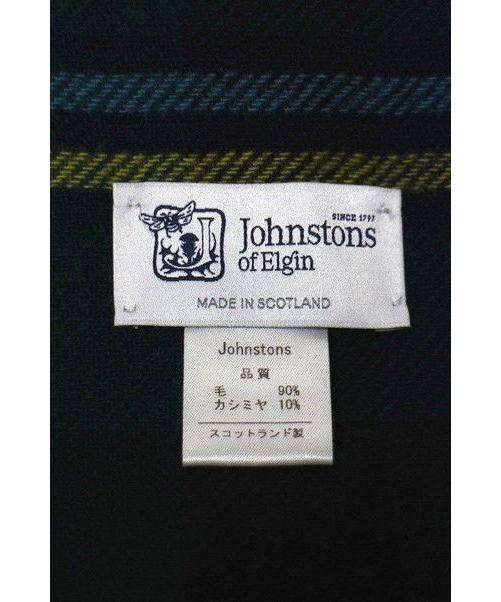 SINCE 1797
Johnstons
of Elgin
MADE IN SCOTLAND
Johnstons
品質
毛 90%
カシミヤ 10%
スコットランド製